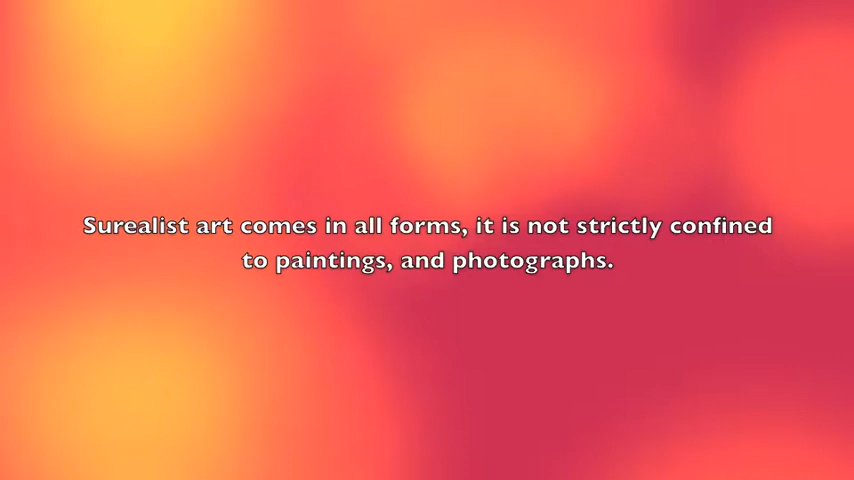 Surealist art comes in all forms, it is not strictly confined
to paintings, and photographs.